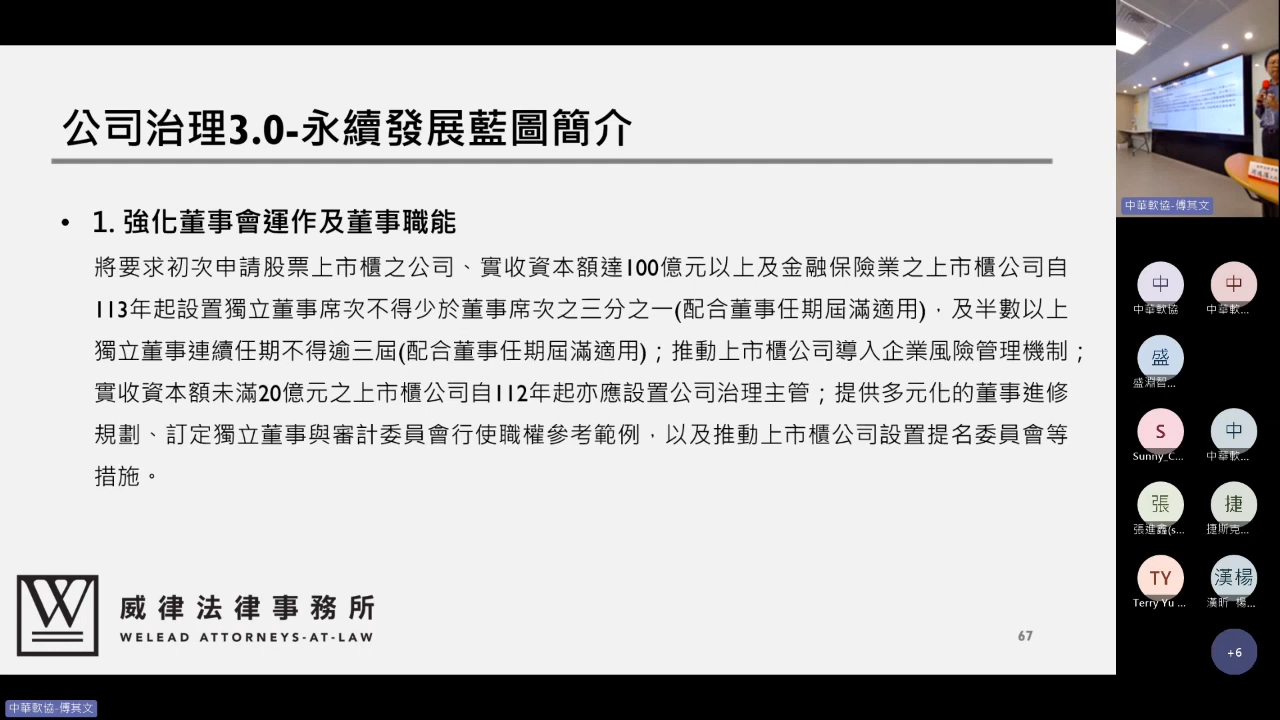 公司治理3.0-永續發展藍圖簡介
• 1. 強化董事會運作及董事職能
將要求初次申請股票上市櫃之公司、實收資本額達100億元以上及金融保險業之上市櫃公司自
113年起設置獨立董事席次不得少於董事席次之三分之一(配合董事任期屆滿適用)，及半數以上
獨立董事連續任期不得逾三屆(配合董事任期屆滿適用)；推動上市櫃公司導入企業風險管理機制；
實收資本額未滿20億元之上市櫃公司自112年起亦應設置公司治理主管；提供多元化的董事進修
規劃、訂定獨立董事與審計委員會行使職權參考範例，以及推動上市櫃公司設置提名委員會等
措施。
W
威律法律事務所
WELEAD ATTORNEYS-AT-LAW
67
中華軟協-傅其文
中華軟協-傅其文
中
中華軟協
中
中華軟...
盛
盛淵智...
S
Sunny_C...
中
中華軟...
張
張進鑫(s...
捷
捷斯克...
TY
Terry Yu ...
漢楊
漢昕 楊...
+6